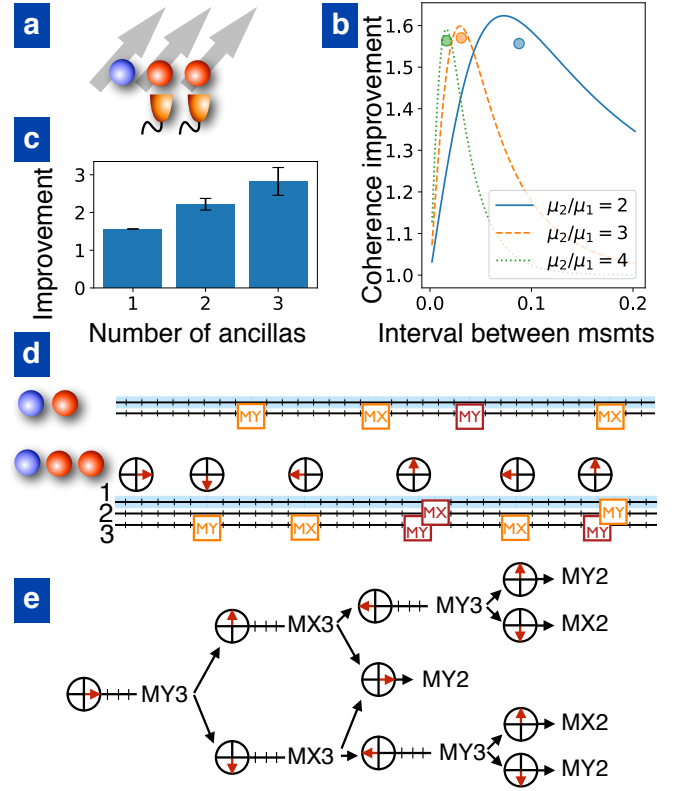 a
b
Coherence improvement
1.6
1.5
1.4
1.3
1.2
1.1
1.0
μ₂/μ₁ = 2
μ₂/μ₁ = 3
μ₂/μ₁ = 4
0.0 0.1 0.2
Interval between msmts
c
Improvement
3
2
1
0
1 2 3
Number of ancillas
d
MY MX MY MX
1
2
3
MY MX MY MX MX MY MY
e
MY3 MX3 MY3 MY2
MX2
MY2
MX3 MY3 MX2
MY2